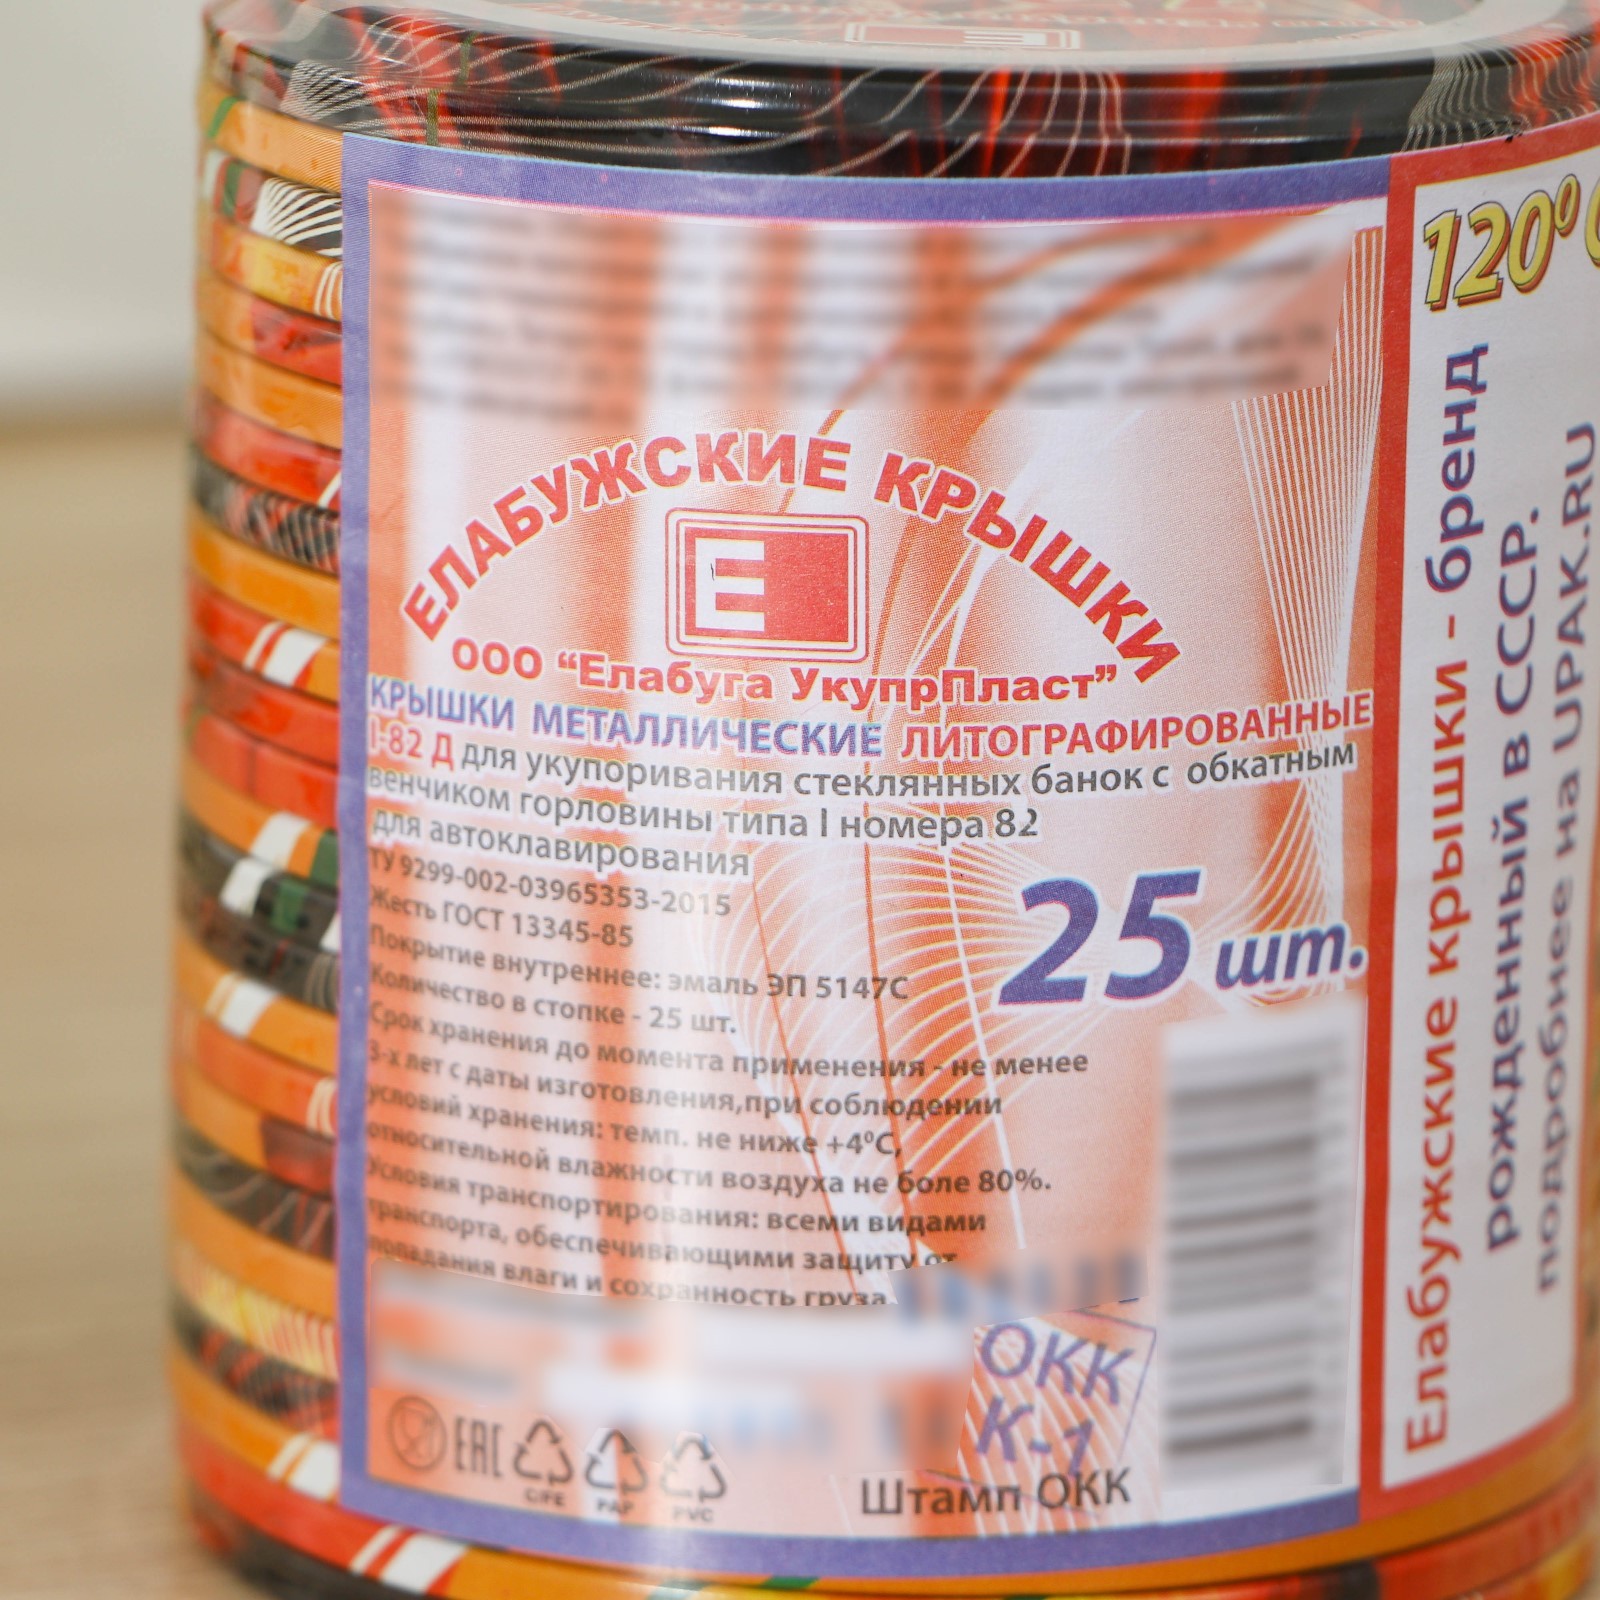 ЕЛАБУЖСКИЕ КРЫШКИ
Е
ООО “Елабуга УкупрПласт”
КРЫШКИ МЕТАЛЛИЧЕСКИЕ ЛИТОГРАФИРОВАННЫЕ
I-82 Д для укупоривания стеклянных банок с обкатным
венчиком горловины типа I номера 82
для автоклавирования
ТУ 9299-002-03965353-2015
Жесть ГОСТ 13345-85
Покрытие внутреннее: эмаль ЭП 5147С
Количество в стопке - 25 шт.
25 шт.
Срок хранения до момента применения - не менее
3-х лет с даты изготовления,при соблюдении
условий хранения: темп. не ниже +4⁰С,
относительной влажности воздуха не боле 80%.
Условия транспортирования: всеми видами
транспорта, обеспечивающими защиту от
попадания влаги и сохранность груза.
ОКК
К-1
Штамп ОКК
EAC
C/FE
PAP
PVC
120⁰
Елабужские крышки - бренд
рожденный в СССР.
подробнее на UPAK.RU